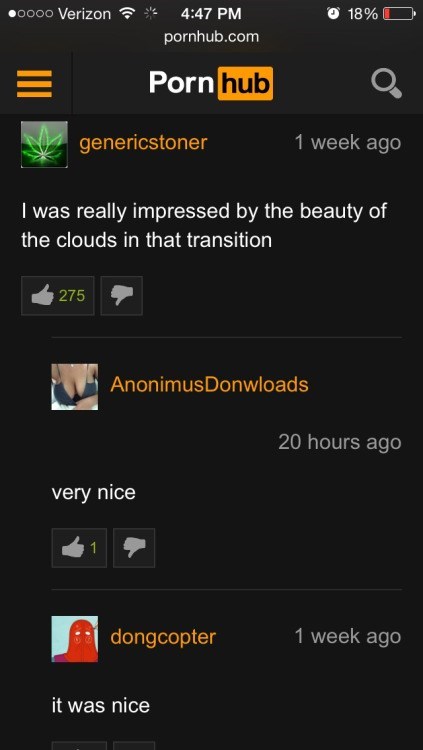 Verizon 4:47 PM 18%
pornhub.com
Porn hub
genericstoner 1 week ago
I was really impressed by the beauty of
the clouds in that transition
275
AnonimusDonwloads
20 hours ago
very nice
1
dongcopter 1 week ago
it was nice